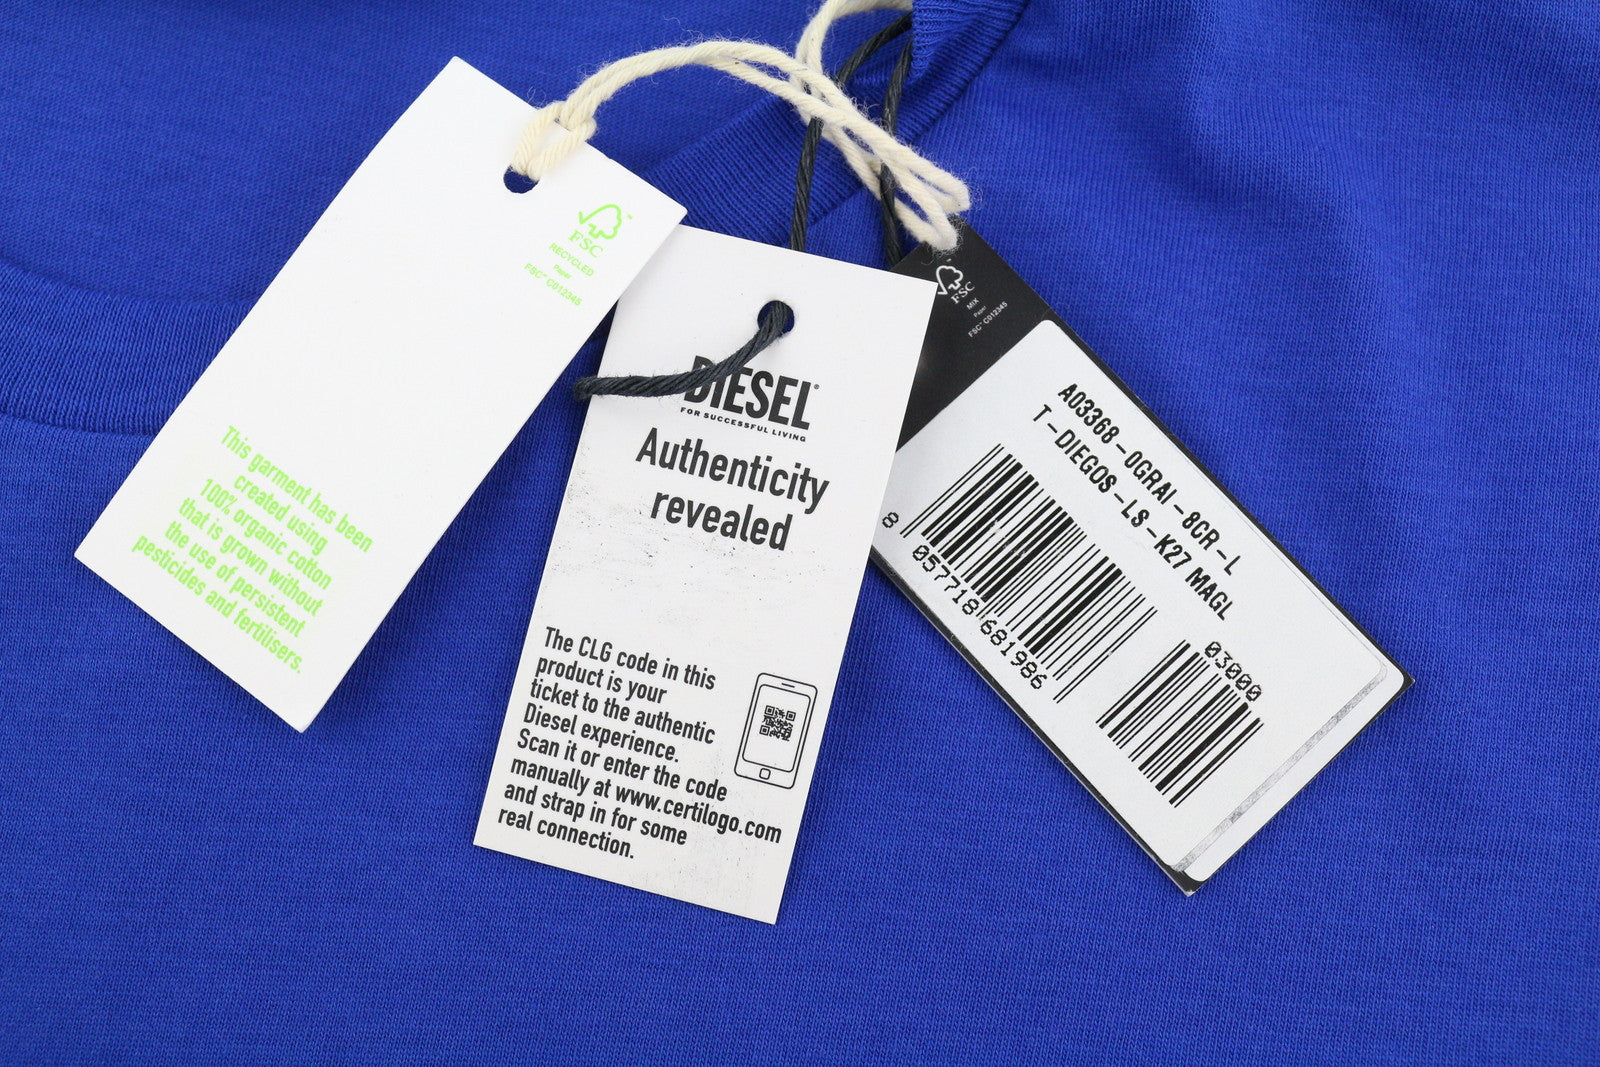 FSC™
RECYCLED
Paper
FSC™ C012345
This garment has been
created using
100% organic cotton
that is grown without
the use of persistent
pesticides and fertilisers.
DIESEL®
FOR SUCCESSFUL LIVING
Authenticity
revealed
The CLG code in this
product is your
ticket to the authentic
Diesel experience.
Scan it or enter the code
manually at www.certilogo.com
and strap in for some
real connection.
FSC
MIX
Paper
FSC™ C012345
A03368-0GRAI-8CR-L
T-DIEGOS-LS-K27 MAGL
8 057718 681986
03000